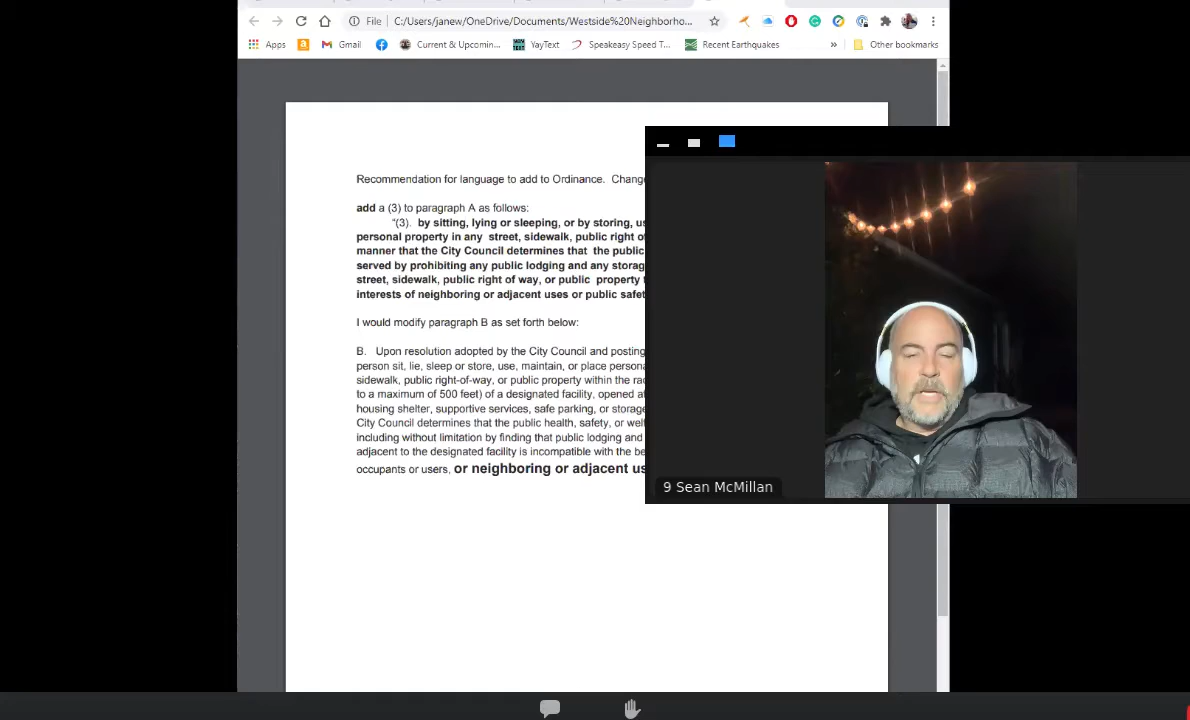 File C:/Users/janew/OneDrive/Documents/Westside%20Neighborho...
Apps Gmail Current & Upcomin... YayText Speakeasy Speed T... Recent Earthquakes » Other bookmarks
Recommendation for language to add to Ordinance. Change
add a (3) to paragraph A as follows:
"(3). by sitting, lying or sleeping, or by storing, us
personal property in any street, sidewalk, public right of
manner that the City Council determines that the public
served by prohibiting any public lodging and any storag
street, sidewalk, public right of way, or public property
interests of neighboring or adjacent uses or public safet
I would modify paragraph B as set forth below:
B. Upon resolution adopted by the City Council and posting
person sit, lie, sleep or store, use, maintain, or place persona
sidewalk, public right-of-way, or public property within the rad
to a maximum of 500 feet) of a designated facility, opened at
housing shelter, supportive services, safe parking, or storage
City Council determines that the public health, safety, or welf
including without limitation by finding that public lodging and
adjacent to the designated facility is incompatible with the be
occupants or users, or neighboring or adjacent us
9 Sean McMillan